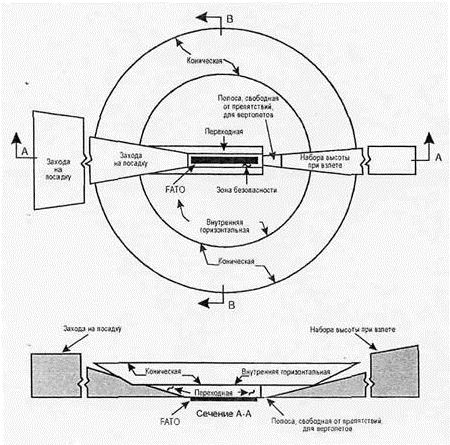 В
Коническая
Полоса, свободная
от препятствий,
для вертолетов
Переходная
А
Захода
на
посадку
Захода
на посадку
Набора высоты
при взлете
А
FATO
Зона безопасности
Внутренняя
горизонтальная
Коническая
В
Захода на посадку
Набора высоты при взлете
Коническая
Внутренняя горизонтальная
Переходная
FATO
Сечение А-А
Полоса, свободная от препятствий,
для вертолетов